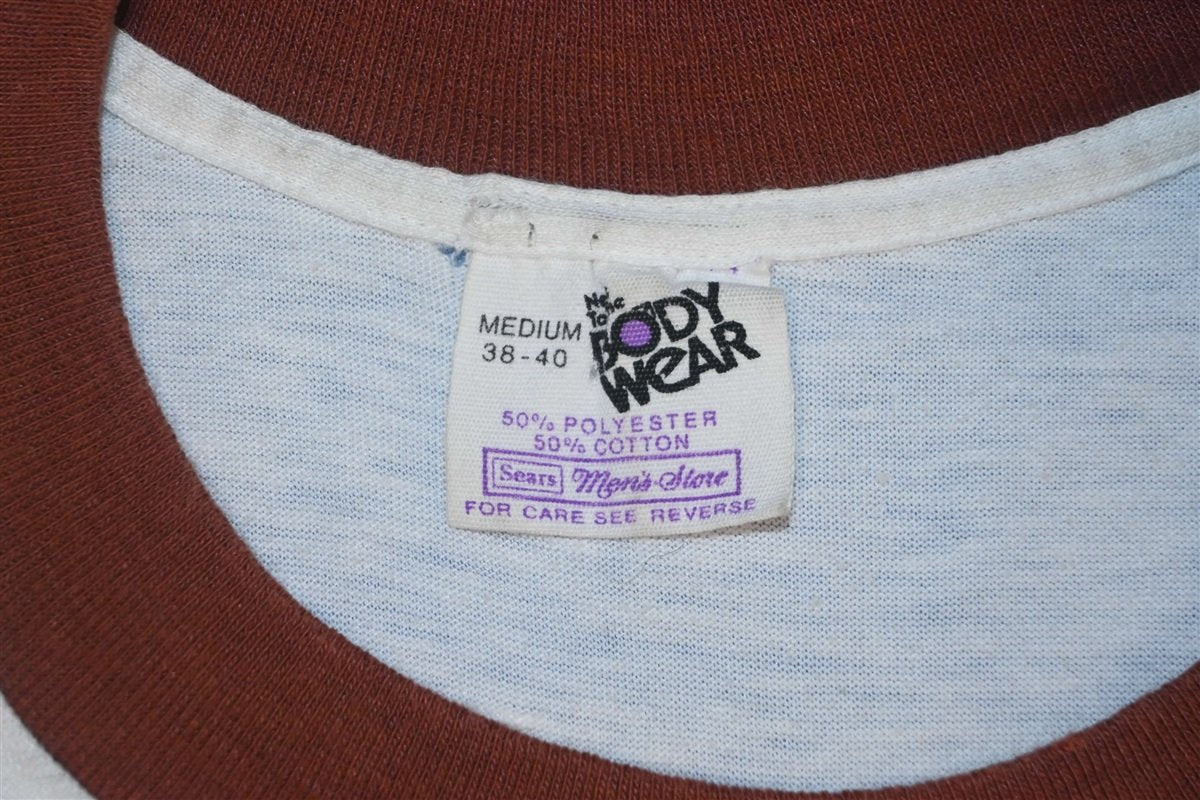 MEDIUM
38-40
BODY
WEAR
50% POLYESTER
50% COTTON
Sears Men's Store
FOR CARE SEE REVERSE